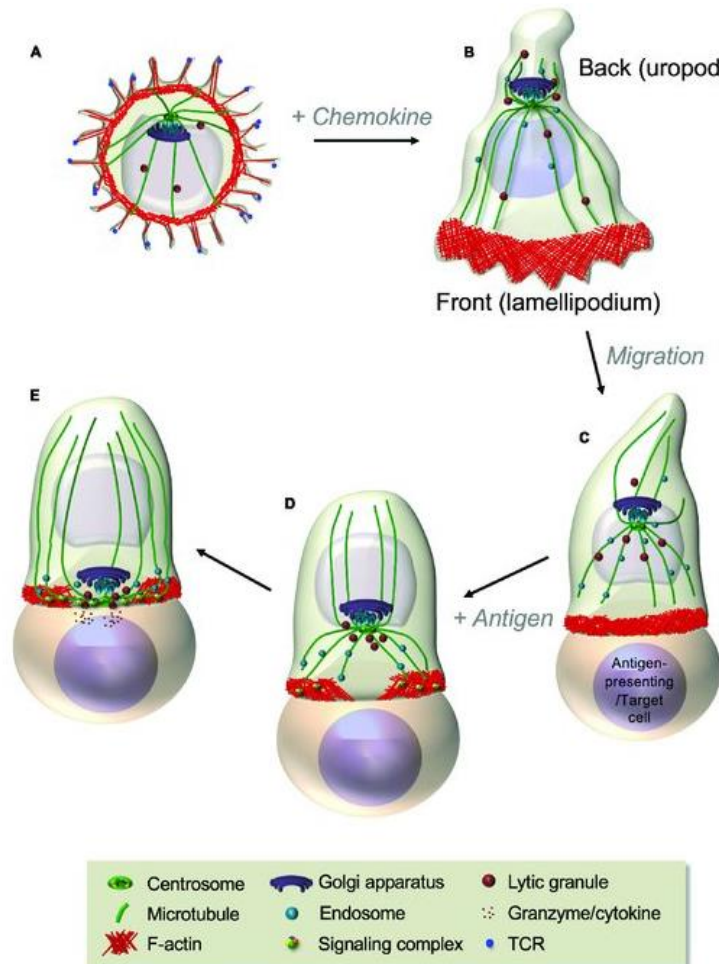 A
+ Chemokine
B
Back (uropod
Front (lamellipodium)
Migration
C
Antigen-
presenting
/Target
cell
+ Antigen
D
E
Centrosome
Golgi apparatus
Lytic granule
Microtubule
Endosome
Granzyme/cytokine
F-actin
Signaling complex
TCR